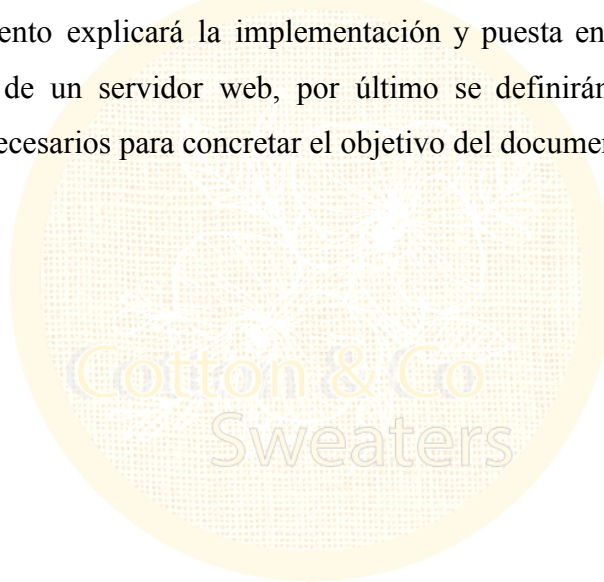 ento explicará la implementación y puesta en
de un servidor web, por último se definirán
ecesarios para concretar el objetivo del documen
Cotton & Co
Sweaters